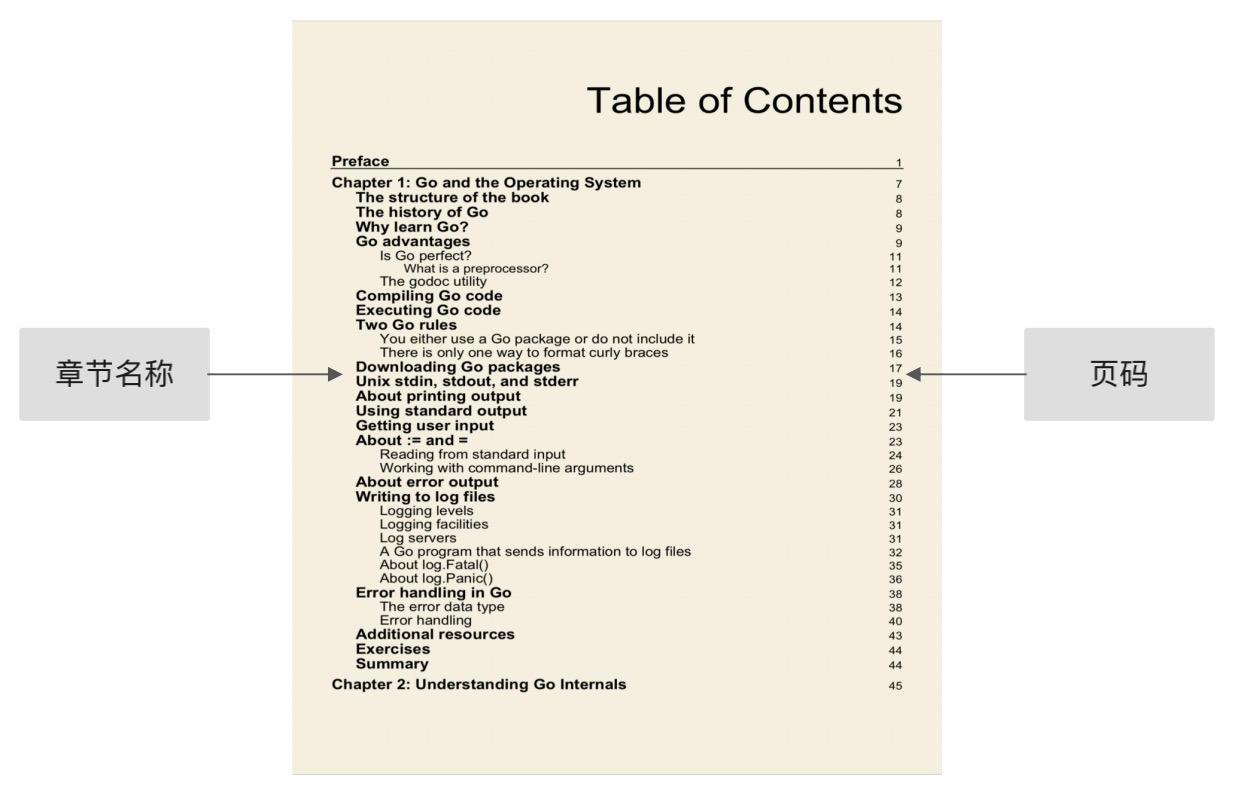 Table of Contents
Preface 1
Chapter 1: Go and the Operating System 7
The structure of the book 8
The history of Go 8
Why learn Go? 9
Go advantages 9
Is Go perfect? 11
What is a preprocessor? 11
The godoc utility 12
Compiling Go code 13
Executing Go code 14
Two Go rules 14
You either use a Go package or do not include it 15
There is only one way to format curly braces 16
章节名称
Downloading Go packages 17
页码
Unix stdin, stdout, and stderr 19
About printing output 19
Using standard output 21
Getting user input 23
About := and = 23
Reading from standard input 24
Working with command-line arguments 26
About error output 28
Writing to log files 30
Logging levels 31
Logging facilities 31
Log servers 31
A Go program that sends information to log files 32
About log.Fatal() 35
About log.Panic() 36
Error handling in Go 38
The error data type 38
Error handling 40
Additional resources 43
Exercises 44
Summary 44
Chapter 2: Understanding Go Internals 45